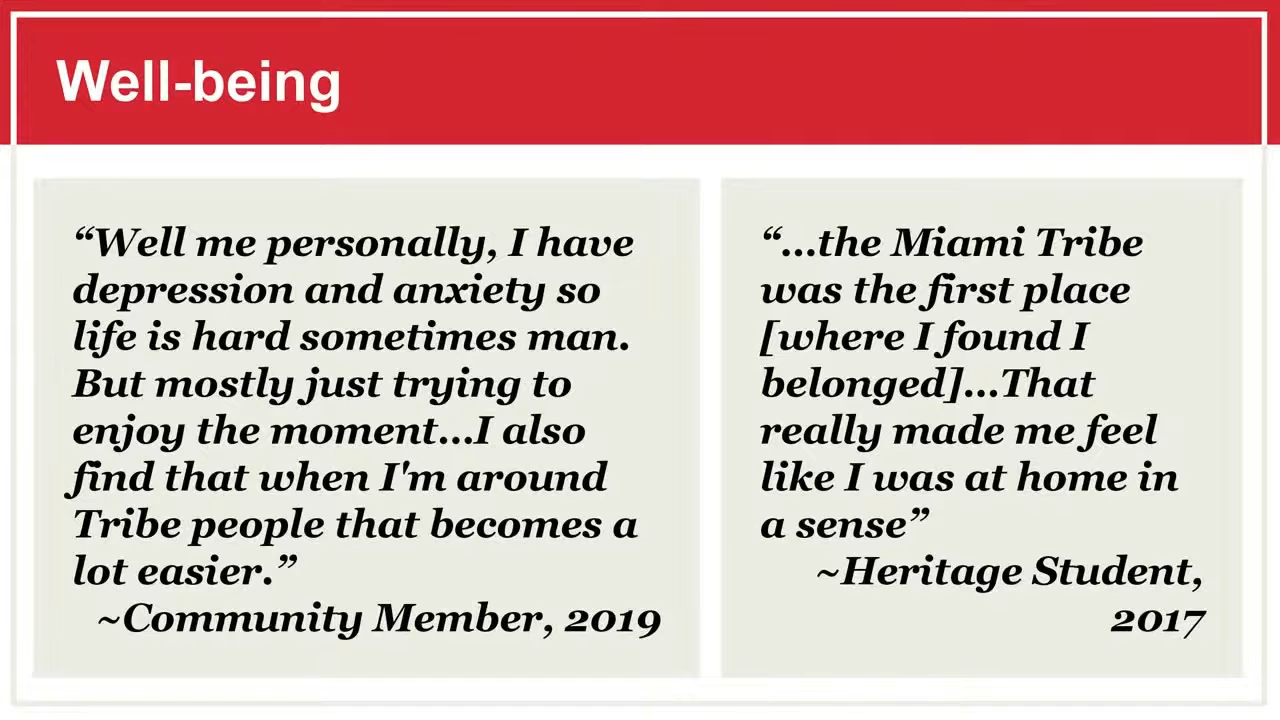 Well-being
“Well me personally, I have
depression and anxiety so
life is hard sometimes man.
But mostly just trying to
enjoy the moment...I also
find that when I'm around
Tribe people that becomes a
lot easier.”
~Community Member, 2019
“...the Miami Tribe
was the first place
[where I found I
belonged]...That
really made me feel
like I was at home in
a sense”
~Heritage Student,
2017